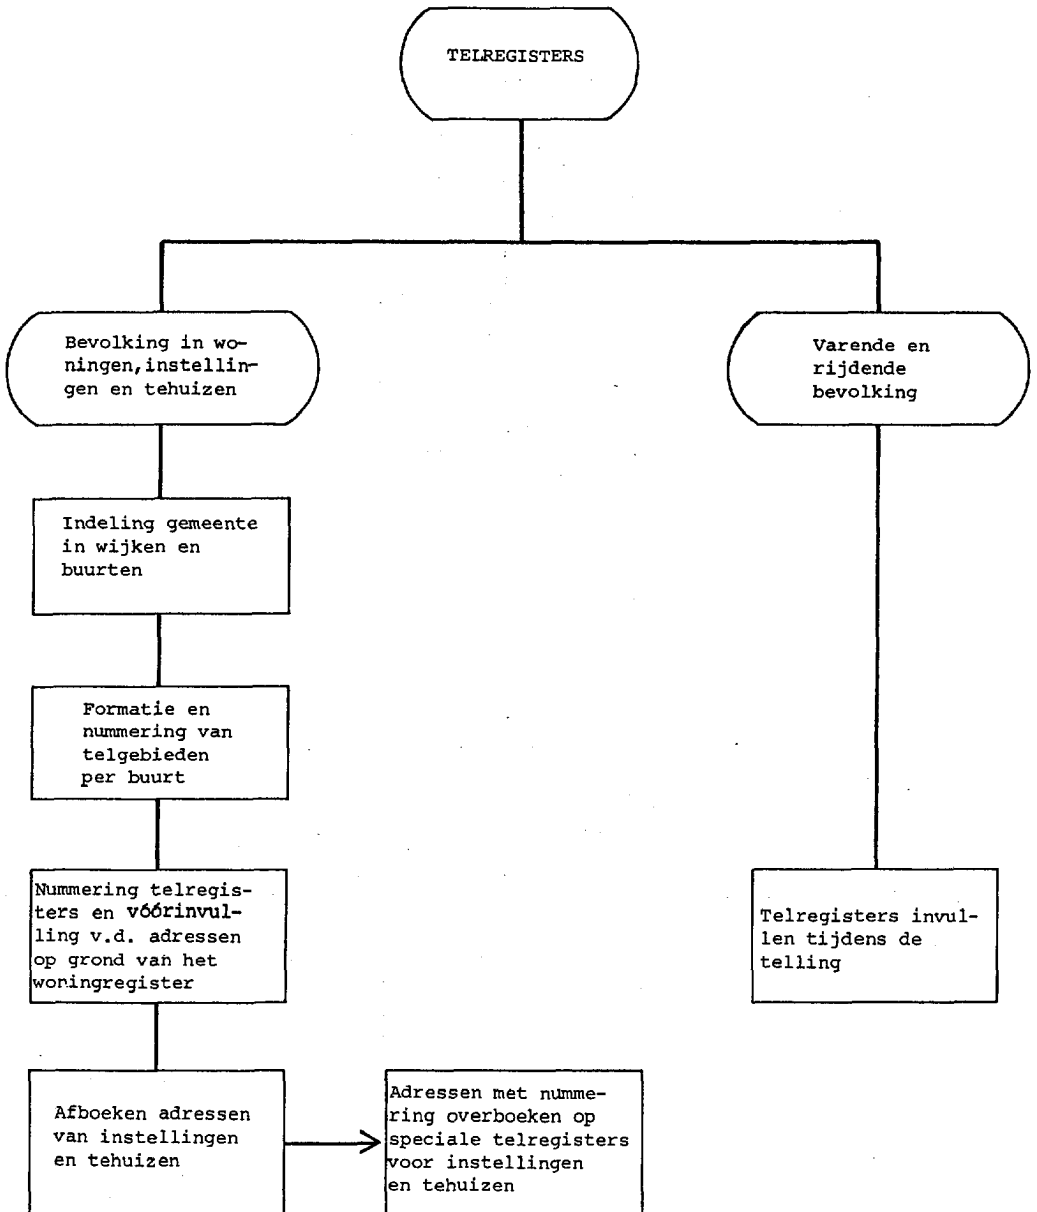 TELREGISTERS
Bevolking in wo-
ningen, instellin-
gen en tehuizen
Varende en
rijdende
bevolking
Indeling gemeente
in wijken en
buurten
Formatie en
nummering van
telgebieden
per buurt
Nummering telregis-
ters en vóórinvul-
ling v.d. adressen
op grond van het
woningregister
Telregisters invul-
len tijdens de
telling
Afboeken adressen
van instellingen
en tehuizen
Adressen met numme-
ring overboeken op
speciale telregisters
voor instellingen
en tehuizen